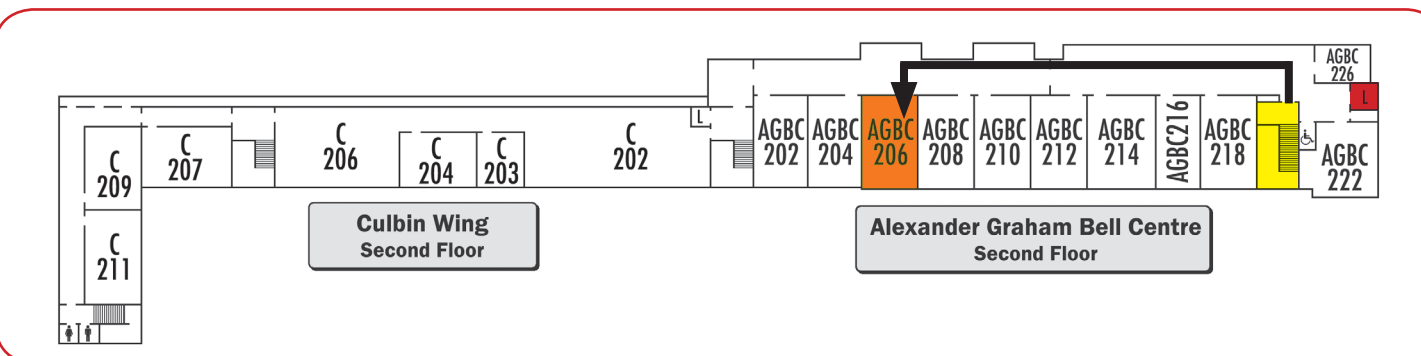 AGBC
226
L
L
C
209
C
207
C
206
C
204
C
203
C
202
AGBC
202
AGBC
204
AGBC
206
AGBC
208
AGBC
210
AGBC
212
AGBC
214
AGBC216
AGBC
218
AGBC
222
C
211
Culbin Wing
Second Floor
Alexander Graham Bell Centre
Second Floor